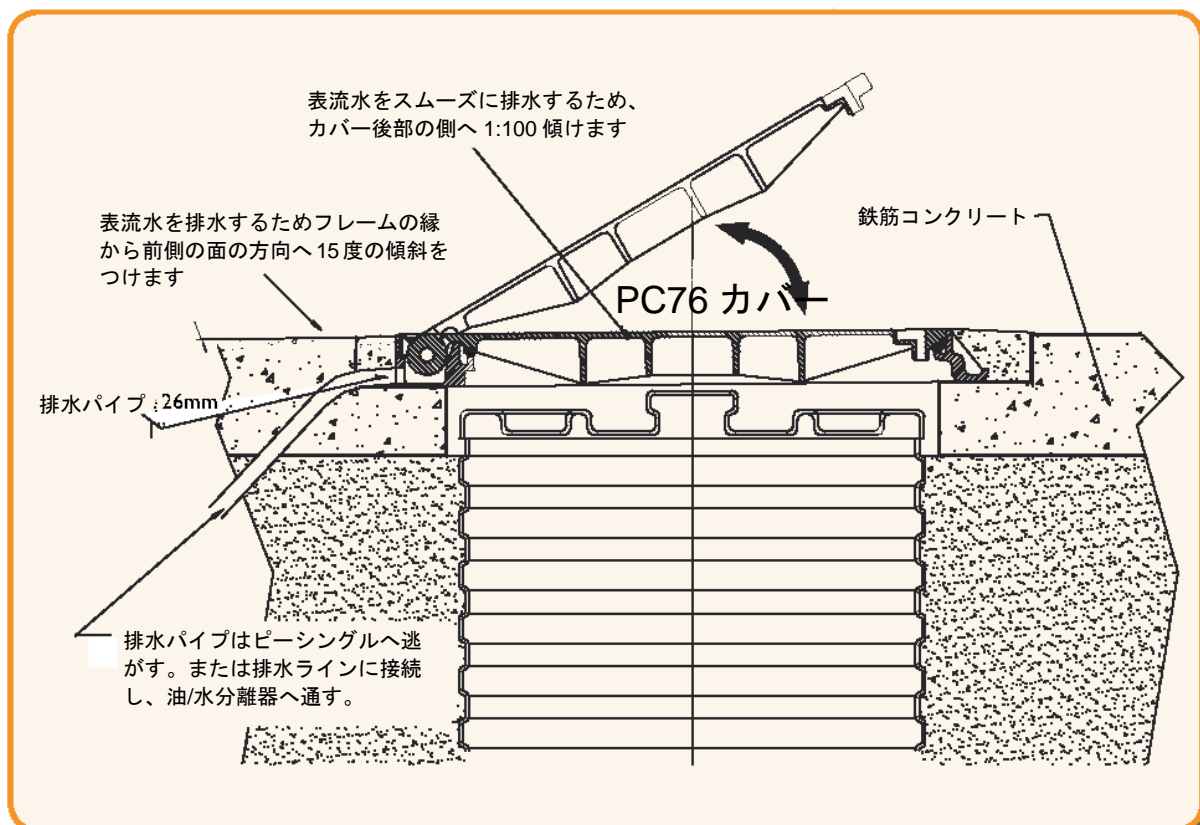 表流水をスムーズに排水するため、
カバー後部の側へ 1:100 傾けます
表流水を排水するためフレームの縁
から前側の面の方向へ 15 度の傾斜を
つけます
鉄筋コンクリート
PC76 カバー
排水パイプ : 26mm
排水パイプはピーシングルへ逃
がす。または排水ラインに接続
し、油/水分離器へ通す。